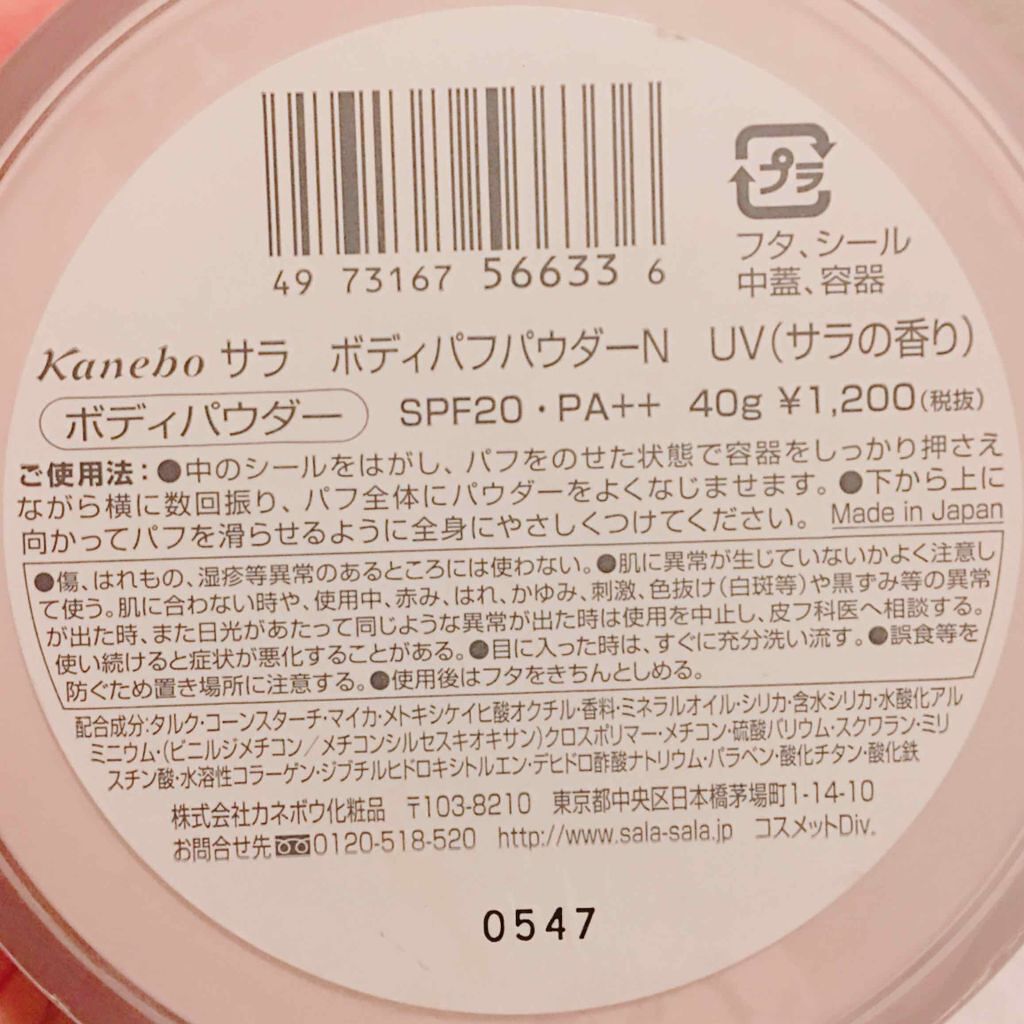 49 73167 56633 6
プラ
フタ、シール
中蓋、容器
Kanebo サラ ボディパフパウダーN UV(サラの香り)
ボディパウダー SPF20・PA++ 40g ¥1,200(税抜)
ご使用法:●中のシールをはがし、パフをのせた状態で容器をしっかり押さえ
ながら横に数回振り、パフ全体にパウダーをよくなじませます。●下から上に
向かってパフを滑らせるように全身にやさしくつけてください。 Made in Japan
●傷、はれもの、湿疹等異常のあるところには使わない。●肌に異常が生じていないかよく注意し
て使う。肌に合わない時や、使用中、赤み、はれ、かゆみ、刺激、色抜け(白斑等)や黒ずみ等の異常
が出た時、また日光があたって同じような異常が出た時は使用を中止し、皮フ科医へ相談する。
使い続けると症状が悪化することがある。●目に入った時は、すぐに充分洗い流す。●誤食等を
防ぐため置き場所に注意する。●使用後はフタをきちんとしめる。
配合成分:タルク・コーンスターチ・マイカ・メトキシケイヒ酸オクチル・香料・ミネラルオイル・シリカ・含水シリカ・水酸化アル
ミニウム・(ビニルジメチコン/メチコンシルセスキオキサン)クロスポリマー・メチコン・硫酸バリウム・スクワラン・ミリ
スチン酸・水溶性コラーゲン・ジブチルヒドロキシトルエン・デヒドロ酢酸ナトリウム・パラベン・酸化チタン・酸化鉄
株式会社カネボウ化粧品 〒103-8210 東京都中央区日本橋茅場町1-14-10
お問合せ先 0120-518-520 http://www.sala-sala.jp コスメットDiv.
0547